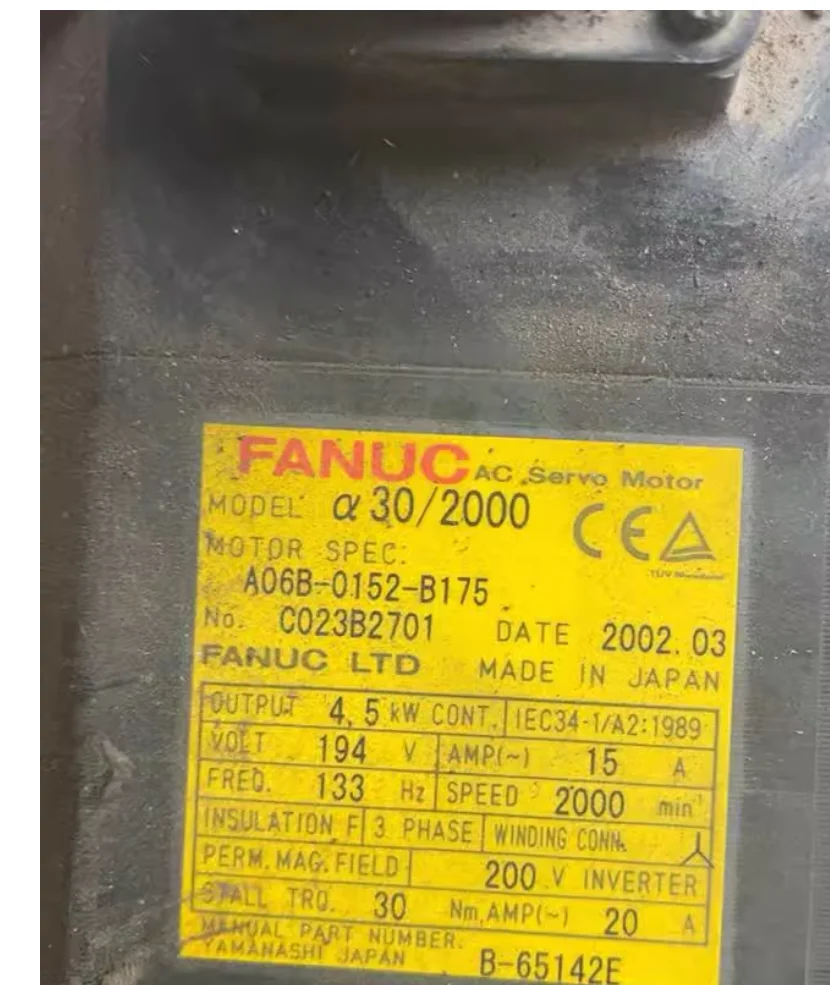 FANUC AC Servo Motor
MODEL α30/2000
CE
MOTOR SPEC.
A06B-0152-B175
No. C023B2701 DATE 2002.03
FANUC LTD MADE IN JAPAN
OUTPUT 4.5 kW CONT. IEC34-1/A2:1989
VOLT 194 V AMP(~) 15 A
FREQ. 133 Hz SPEED 2000 min⁻¹
INSULATION F 3 PHASE WINDING CONN.
PERM.MAG.FIELD 200 V INVERTER
STALL TRQ. 30 Nm,AMP(~) 20 A
MANUAL PART NUMBER.
YAMANASHI JAPAN B-65142E